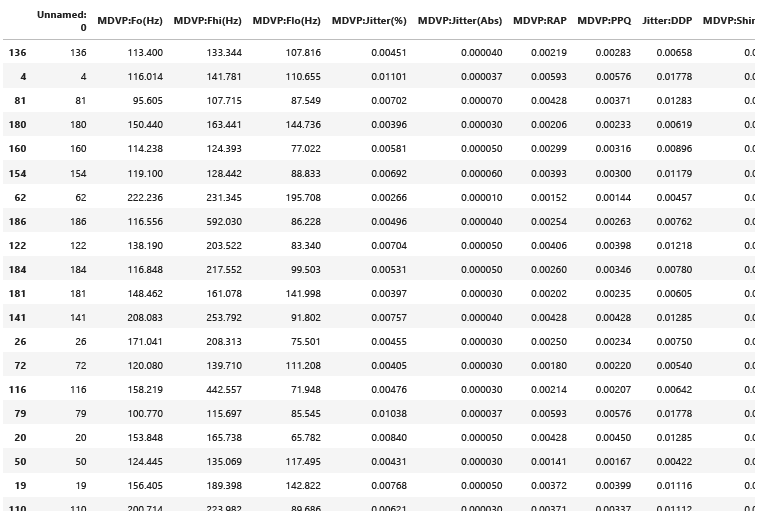 Unnamed: 0 MDVP:Fo(Hz) MDVP:Fhi(Hz) MDVP:Flo(Hz) MDVP:Jitter(%) MDVP:Jitter(Abs) MDVP:RAP MDVP:PPQ Jitter:DDP MDVP:Shir
136 136 113.400 133.344 107.816 0.00451 0.000040 0.00219 0.00283 0.00658 0.0
4 4 116.014 141.781 110.655 0.01101 0.000037 0.00593 0.00576 0.01778 0.0
81 81 95.605 107.715 87.549 0.00702 0.000070 0.00428 0.00371 0.01283 0.0
180 180 150.440 163.441 144.736 0.00396 0.000030 0.00206 0.00233 0.00619 0.0
160 160 114.238 124.393 77.022 0.00581 0.000050 0.00299 0.00316 0.00896 0.0
154 154 119.100 128.442 88.833 0.00692 0.000060 0.00393 0.00300 0.01179 0.0
62 62 222.236 231.345 195.708 0.00266 0.000010 0.00152 0.00144 0.00457 0.0
186 186 116.556 592.030 86.228 0.00496 0.000040 0.00254 0.00263 0.00762 0.0
122 122 138.190 203.522 83.340 0.00704 0.000050 0.00406 0.00398 0.01218 0.0
184 184 116.848 217.552 99.503 0.00531 0.000050 0.00260 0.00346 0.00780 0.0
181 181 148.462 161.078 141.998 0.00397 0.000030 0.00202 0.00235 0.00605 0.0
141 141 208.083 253.792 91.802 0.00757 0.000040 0.00428 0.00428 0.01285 0.0
26 26 171.041 208.313 75.501 0.00455 0.000030 0.00250 0.00234 0.00750 0.0
72 72 120.080 139.710 111.208 0.00405 0.000030 0.00180 0.00220 0.00540 0.0
116 116 158.219 442.557 71.948 0.00476 0.000030 0.00214 0.00207 0.00642 0.0
79 79 100.770 115.697 85.545 0.01038 0.000037 0.00593 0.00576 0.01778 0.0
20 20 153.848 165.738 65.782 0.00840 0.000050 0.00428 0.00450 0.01285 0.0
50 50 124.445 135.069 117.495 0.00431 0.000030 0.00141 0.00167 0.00422 0.0
19 19 156.405 189.398 142.822 0.00768 0.000050 0.00372 0.00399 0.01116 0.0
110 110 200.714 223.982 89.686 0.00621 0.000030 0.00371 0.00337 0.01112 0.0